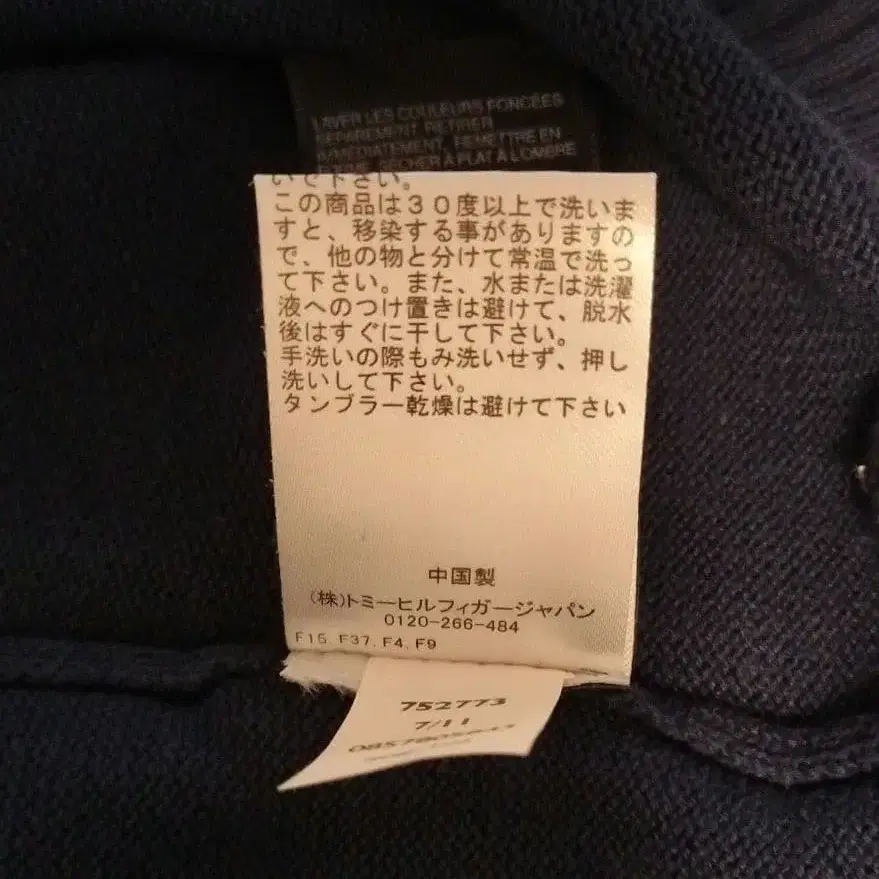 LAVER LES COULEURS FONCÉES
SÉPAREMENT, RETIRER
IMMÉDIATEMENT, REMETTRE EN
SÉCHER À PLAT À L'OMBRE
いで下さい。
この商品は30度以上で洗いま
すと、移染する事がありますの
で、他の物と分けて常温で洗っ
て下さい。また、水または洗濯
液へのつけ置きは避けて、脱水
後はすぐに干して下さい。
手洗いの際もみ洗いせず、押し
洗いして下さい。
タンブラー乾燥は避けて下さい
中国製
(株)トミーヒルフィガージャパン
0120-266-484
F15, F37, F4, F9
752773
7/11